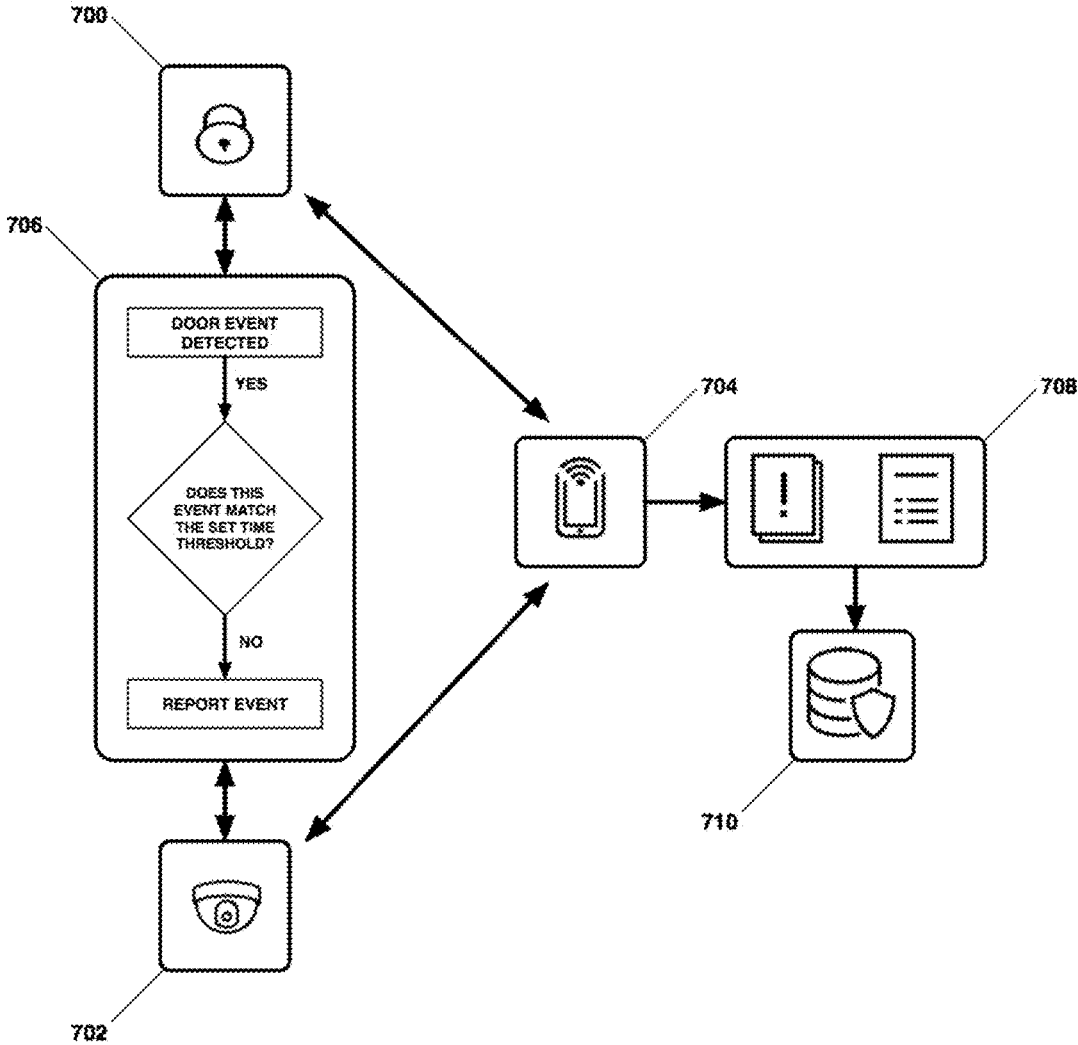 700
706
DOOR EVENT
DETECTED
YES
704
708
DOES THIS
EVENT MATCH
THE SET TIME
THRESHOLD?
NO
REPORT EVENT
710
702